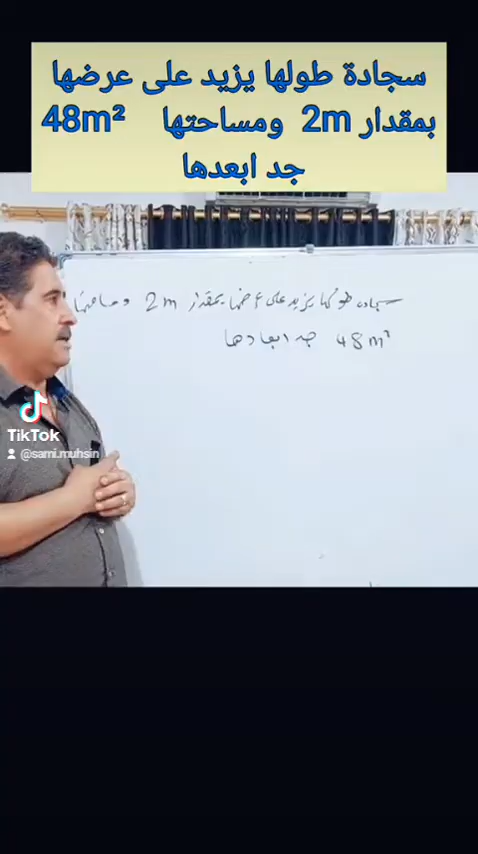 سجادة طولها يزيد على عرضها
بمقدار 2m ومساحتها 48m²
جد ابعدها
سجاده طولها يزيد على عرضها بمقدار 2m ومساحتها
48m² جد ابعادها
TikTok
@sami.muhsin